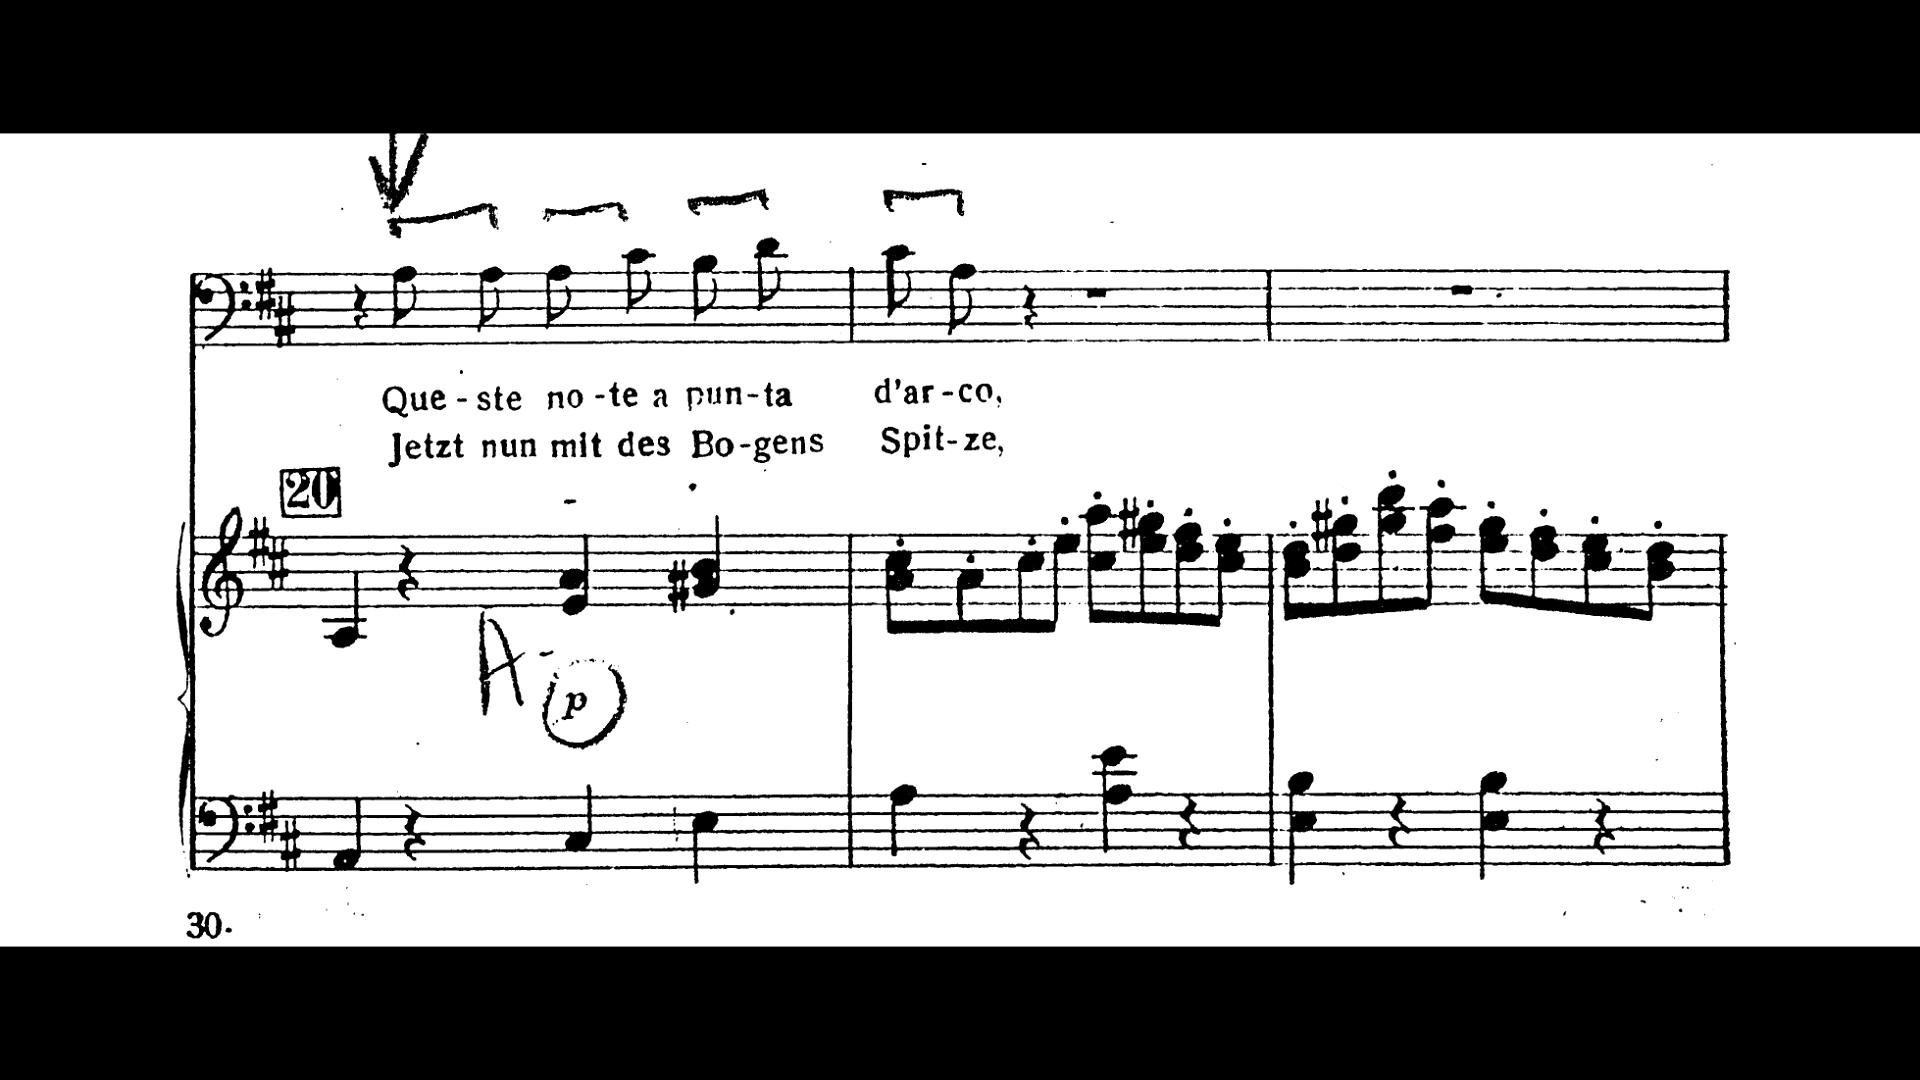 Que - ste no - te a pun - ta d'ar - co,
Jetzt nun mit des Bo - gens Spit - ze,
20
A-
p
30.